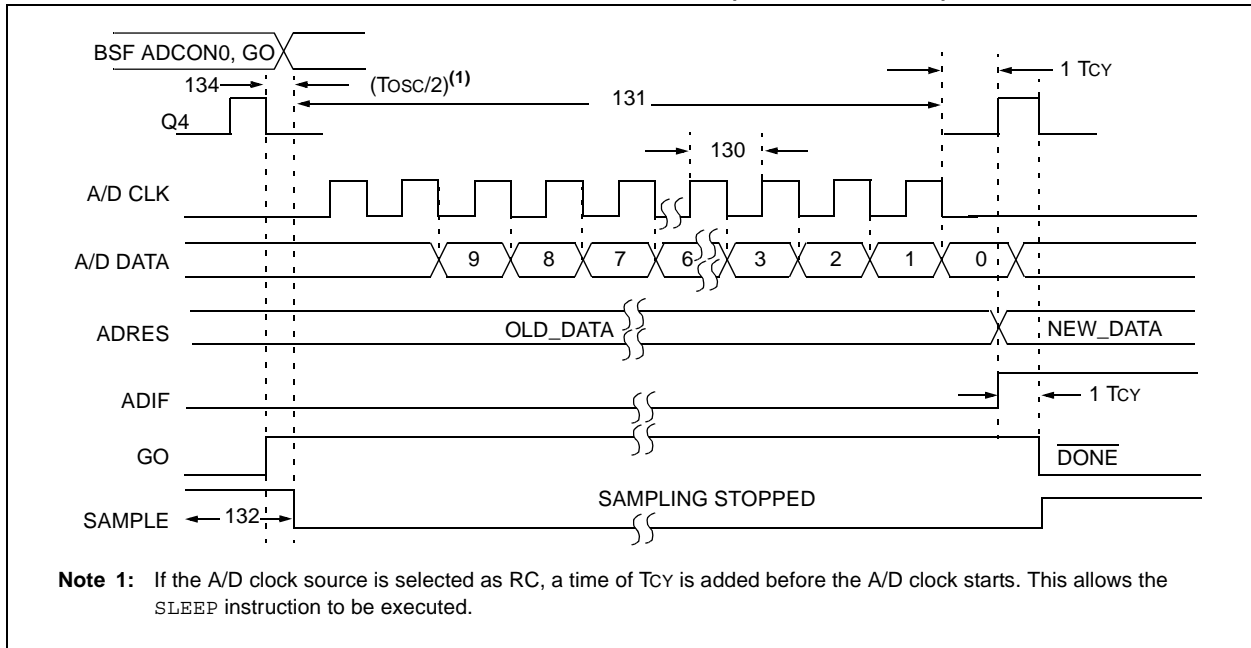 BSF ADCON0, GO
134 (TOSC/2)(1) 131 1 TCY
Q4
130
A/D CLK
A/D DATA 9 8 7 6 3 2 1 0
ADRES OLD_DATA NEW_DATA
ADIF 1 TCY
GO DONE
SAMPLING STOPPED
SAMPLE 132
Note 1: If the A/D clock source is selected as RC, a time of TCY is added before the A/D clock starts. This allows the
SLEEP instruction to be executed.